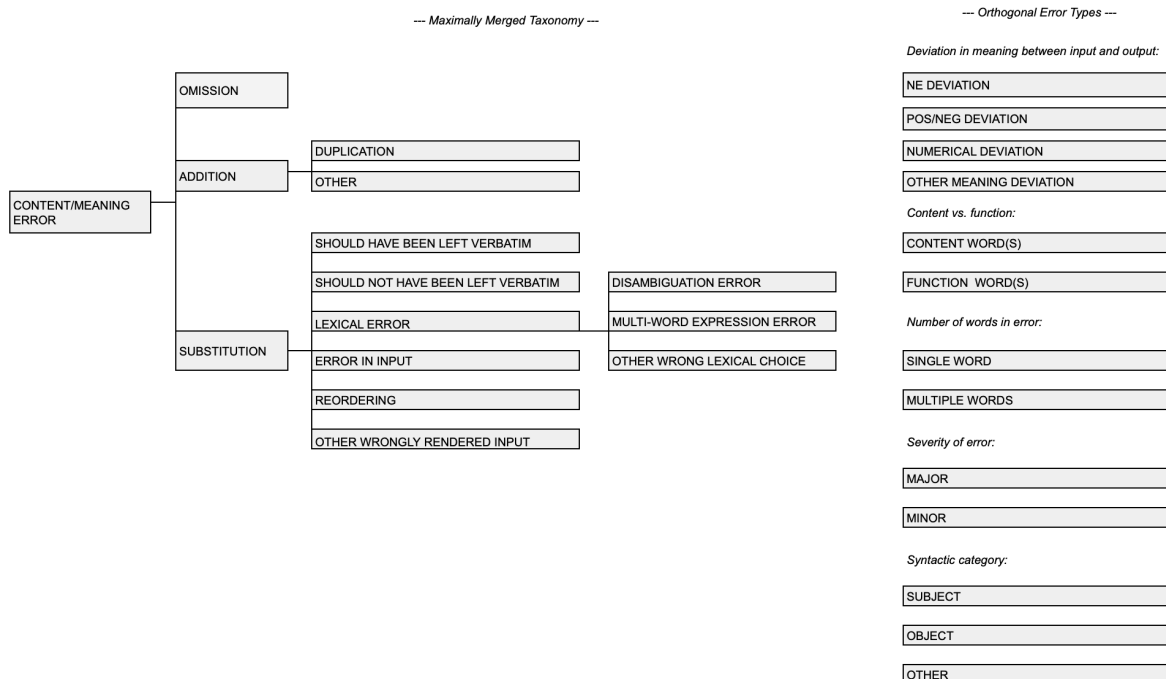 --- Maximally Merged Taxonomy ---
OMISSION
ADDITION
DUPLICATION
OTHER
CONTENT/MEANING
ERROR
SHOULD HAVE BEEN LEFT VERBATIM
SHOULD NOT HAVE BEEN LEFT VERBATIM
LEXICAL ERROR
DISAMBIGUATION ERROR
MULTI-WORD EXPRESSION ERROR
OTHER WRONG LEXICAL CHOICE
SUBSTITUTION
ERROR IN INPUT
REORDERING
OTHER WRONGLY RENDERED INPUT
--- Orthogonal Error Types ---
Deviation in meaning between input and output:
NE DEVIATION
POS/NEG DEVIATION
NUMERICAL DEVIATION
OTHER MEANING DEVIATION
Content vs. function:
CONTENT WORD(S)
FUNCTION  WORD(S)
Number of words in error:
SINGLE WORD
MULTIPLE WORDS
Severity of error:
MAJOR
MINOR
Syntactic category:
SUBJECT
OBJECT
OTHER